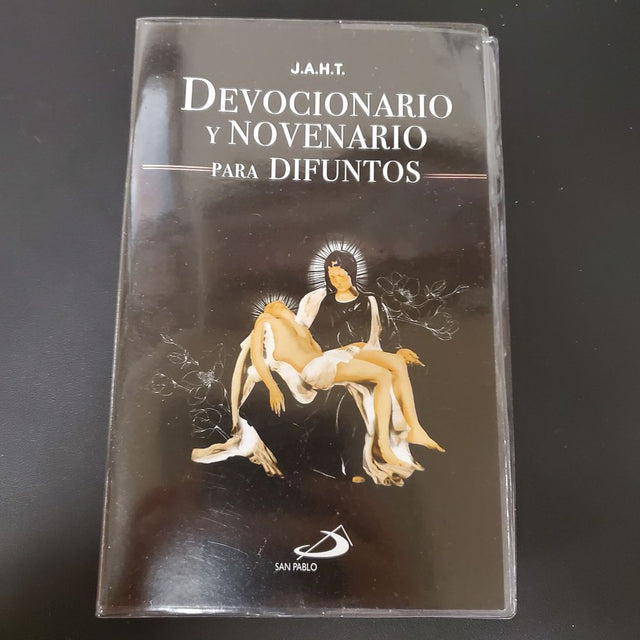 J.A.H.T.
DEVOCIONARIO
Y NOVENARIO
PARA DIFUNTOS
SAN PABLO